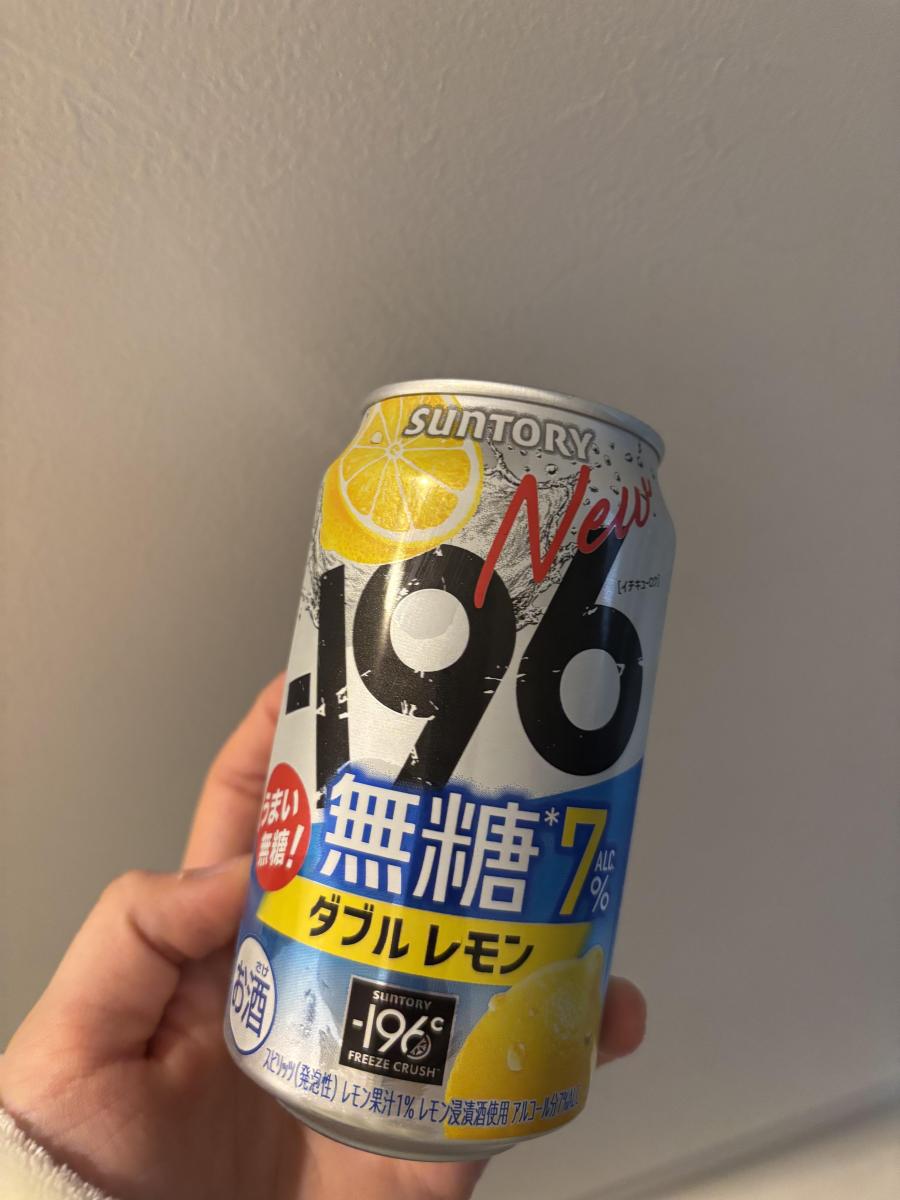 SUNTORY
New!
-196
[イチキューロク]
うまい
無糖!
無糖*7
ALC.
%
ダブルレモン
さけ
お酒
SUNTORY
-196℃
FREEZE CRUSH™
スピリッツ(発泡性) レモン果汁1% レモン浸漬酒使用 アルコール分7%